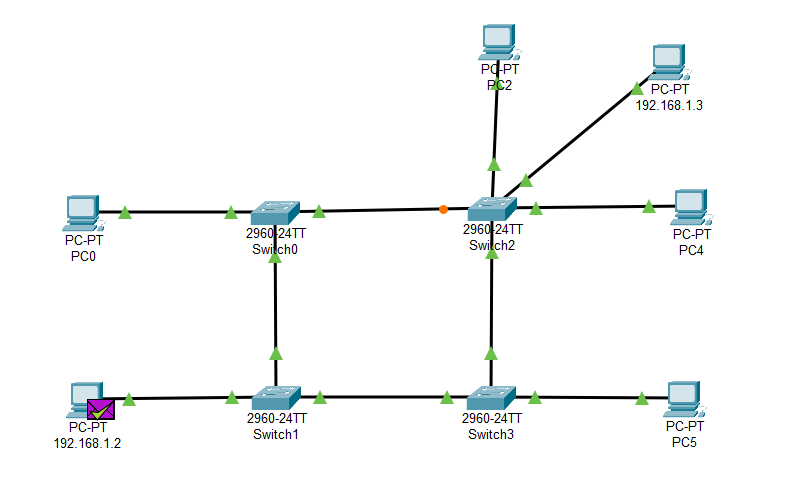 PC-PT
PC2
PC-PT
192.168.1.3
PC-PT
PC0
2960-24TT
Switch0
2960-24TT
Switch2
PC-PT
PC4
PC-PT
192.168.1.2
2960-24TT
Switch1
2960-24TT
Switch3
PC-PT
PC5